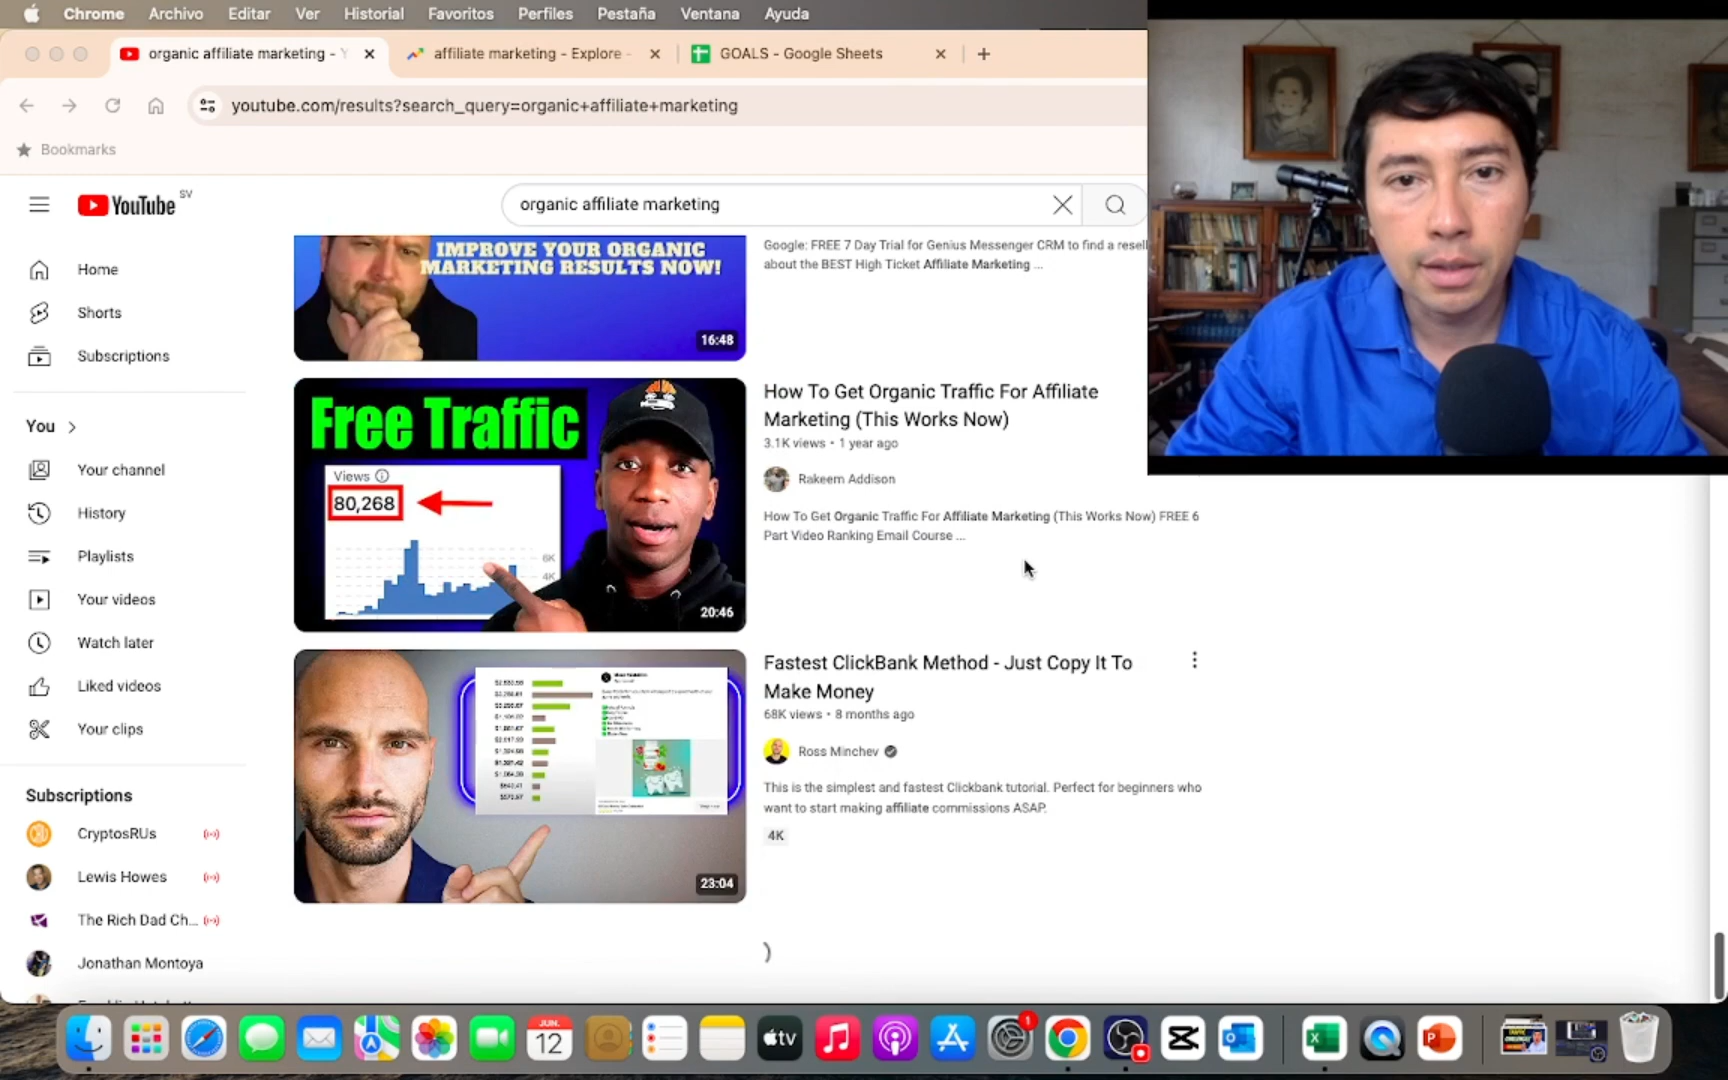 Chrome Archivo Editar Ver Historial Favoritos Perfiles Pestaña Ventana Ayuda
organic affiliate marketing - Y
affiliate marketing - Explore -
GOALS - Google Sheets
youtube.com/results?search_query=organic+affiliate+marketing
Bookmarks
YouTube SV
organic affiliate marketing
Home
Shorts
Subscriptions
You
Your channel
History
Playlists
Your videos
Watch later
Liked videos
Your clips
Subscriptions
CryptosRUs
Lewis Howes
The Rich Dad Ch...
Jonathan Montoya
IMPROVE YOUR ORGANIC
MARKETING RESULTS NOW!
16:48
Google: FREE 7 Day Trial for Genius Messenger CRM to find a resell
about the BEST High Ticket Affiliate Marketing ...
Free Traffic
Views
80,268
6K
4K
20:46
How To Get Organic Traffic For Affiliate
Marketing (This Works Now)
3.1K views • 1 year ago
Rakeem Addison
How To Get Organic Traffic For Affiliate Marketing (This Works Now) FREE 6
Part Video Ranking Email Course ...
23:04
Fastest ClickBank Method - Just Copy It To
Make Money
68K views • 8 months ago
Ross Minchev
This is the simplest and fastest Clickbank tutorial. Perfect for beginners who
want to start making affiliate commissions ASAP.
4K
JUN.
12
tv
1